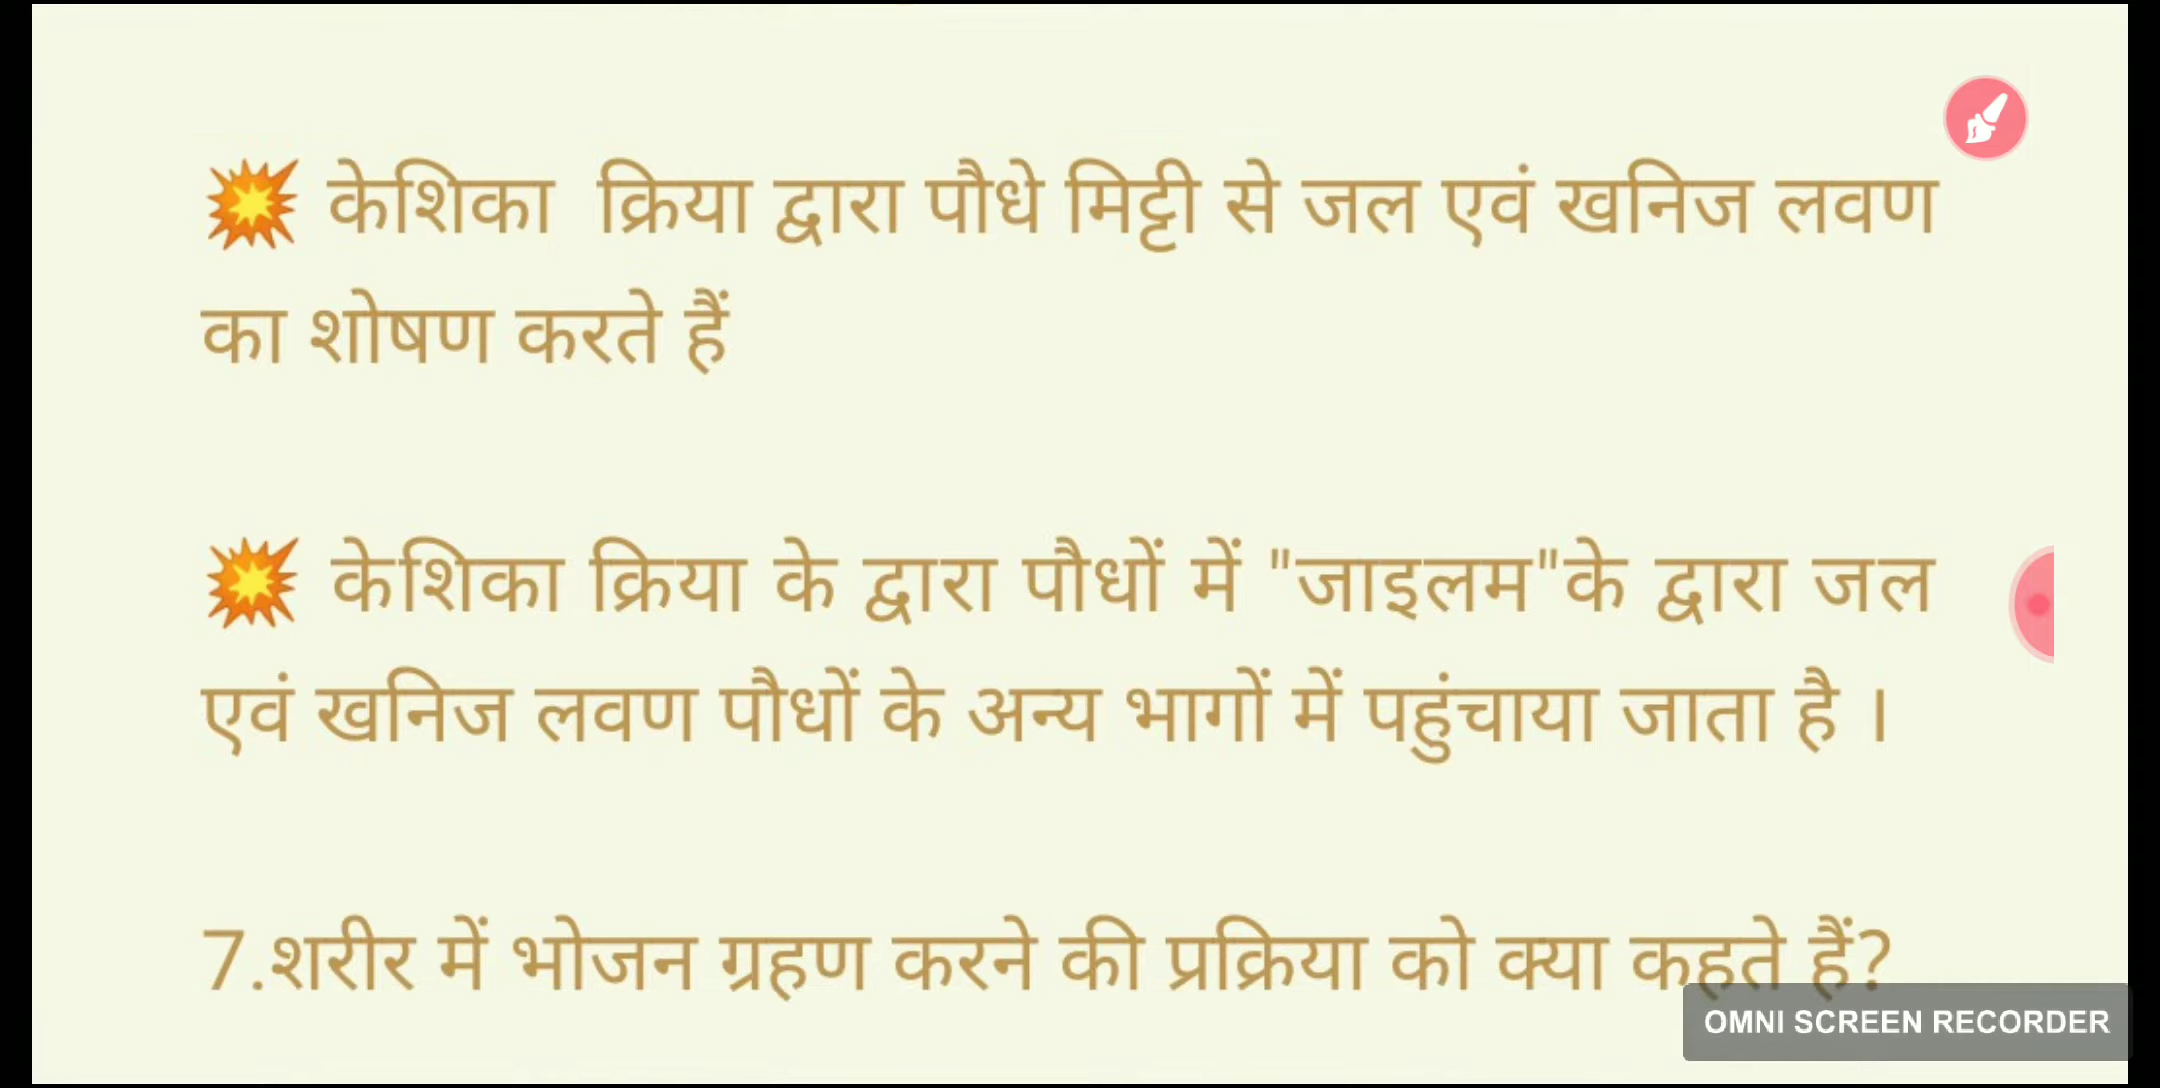 💥 केशिका क्रिया द्वारा पौधे मिट्टी से जल एवं खनिज लवण
का शोषण करते हैं
💥 केशिका क्रिया के द्वारा पौधों में "जाइलम"के द्वारा जल
एवं खनिज लवण पौधों के अन्य भागों में पहुंचाया जाता है ।
7.शरीर में भोजन ग्रहण करने की प्रक्रिया को क्या कहते हैं?
OMNI SCREEN RECORDER